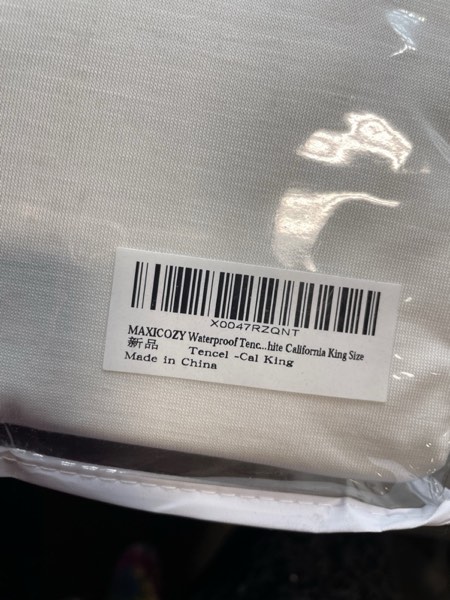 X0047RZQNT
MAXICOZY Waterproof Tenc...hite California King Size
新品 Tencel -Cal King
Made in China